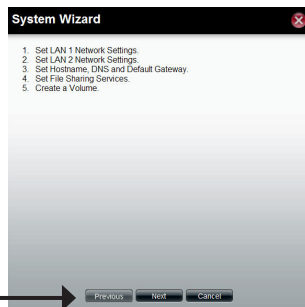 System Wizard
1. Set LAN 1 Network Settings.
2. Set LAN 2 Network Settings.
3. Set Hostname, DNS and Default Gateway.
4. Set File Sharing Services.
5. Create a Volume.
Previous Next Cancel